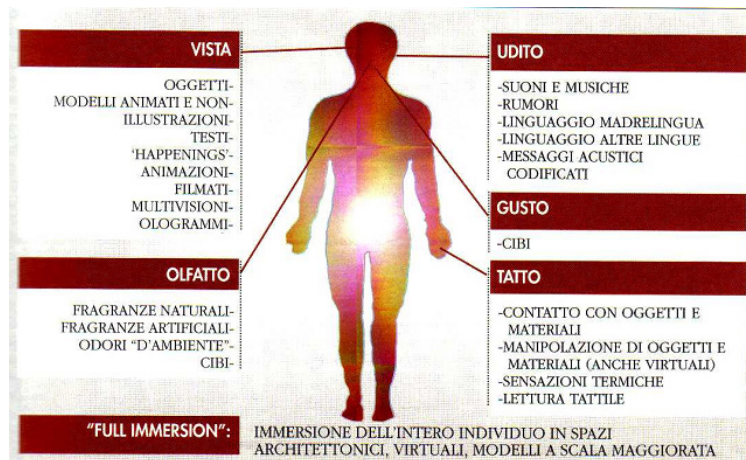 VISTA
OGGETTI-
MODELLI ANIMATI E NON-
ILLUSTRAZIONI-
TESTI-
'HAPPENINGS'-
ANIMAZIONI-
FILMATI-
MULTIVISIONI-
OLOGRAMMI-
OLFATTO
FRAGRANZE NATURALI-
FRAGRANZE ARTIFICIALI-
ODORI "D'AMBIENTE"-
CIBI-
UDITO
-SUONI E MUSICHE
-RUMORI
-LINGUAGGIO MADRELINGUA
-LINGUAGGIO ALTRE LINGUE
-MESSAGGI ACUSTICI
CODIFICATI
GUSTO
-CIBI
TATTO
-CONTATTO CON OGGETTI E
MATERIALI
-MANIPOLAZIONE DI OGGETTI E
MATERIALI (ANCHE VIRTUALI)
-SENSAZIONI TERMICHE
-LETTURA TATTILE
"FULL IMMERSION":
IMMERSIONE DELL'INTERO INDIVIDUO IN SPAZI
ARCHITETTONICI, VIRTUALI, MODELLI A SCALA MAGGIORATA